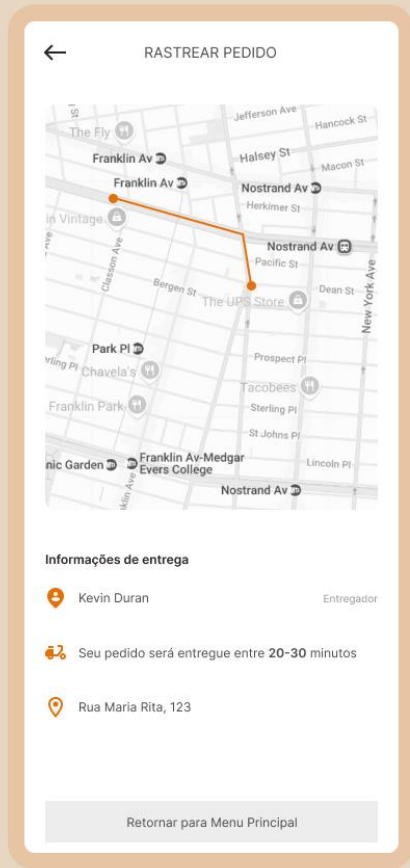 RASTREAR PEDIDO
Jefferson Ave
Hancock St
The Fly
Franklin Av
Halsey St
Macon St
Franklin Av
Nostrand Av
Herkimer St
Vintage
Nostrand Av
Pacific St
Classon Ave
Bergen St
Dean St
The UPS Store
New York Ave
Park Pl
Prospect Pl
Chavela's
Tacobees
Franklin Park
Sterling Pl
St Johns Pl
Franklin Av-Medgar
Evers College
nic Garden
Lincoln Pl
Nostrand Av
Informações de entrega
Kevin Duran
Entregador
Seu pedido será entregue entre 20-30 minutos
Rua Maria Rita, 123
Retornar para Menu Principal